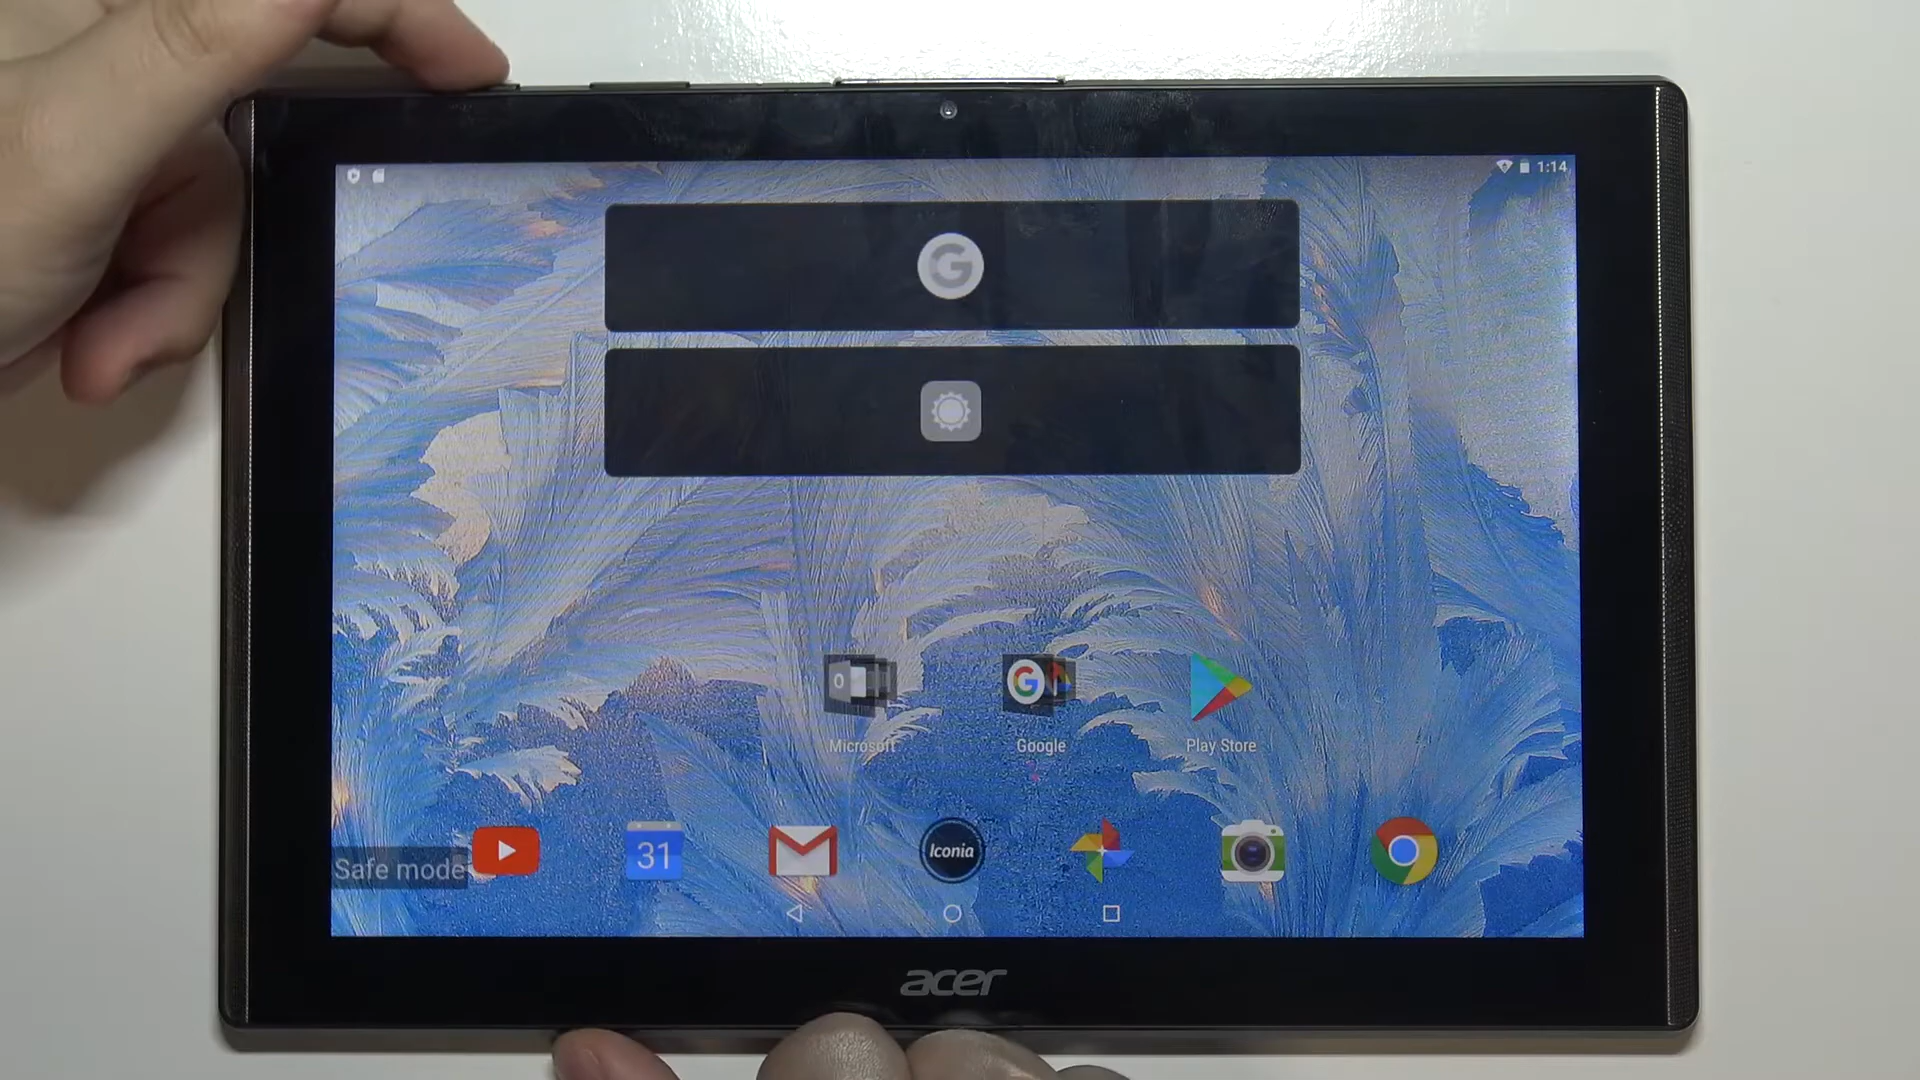 1:14
G
O
G
Microsoft
Google
Play Store
31
Iconia
Safe mode
acer